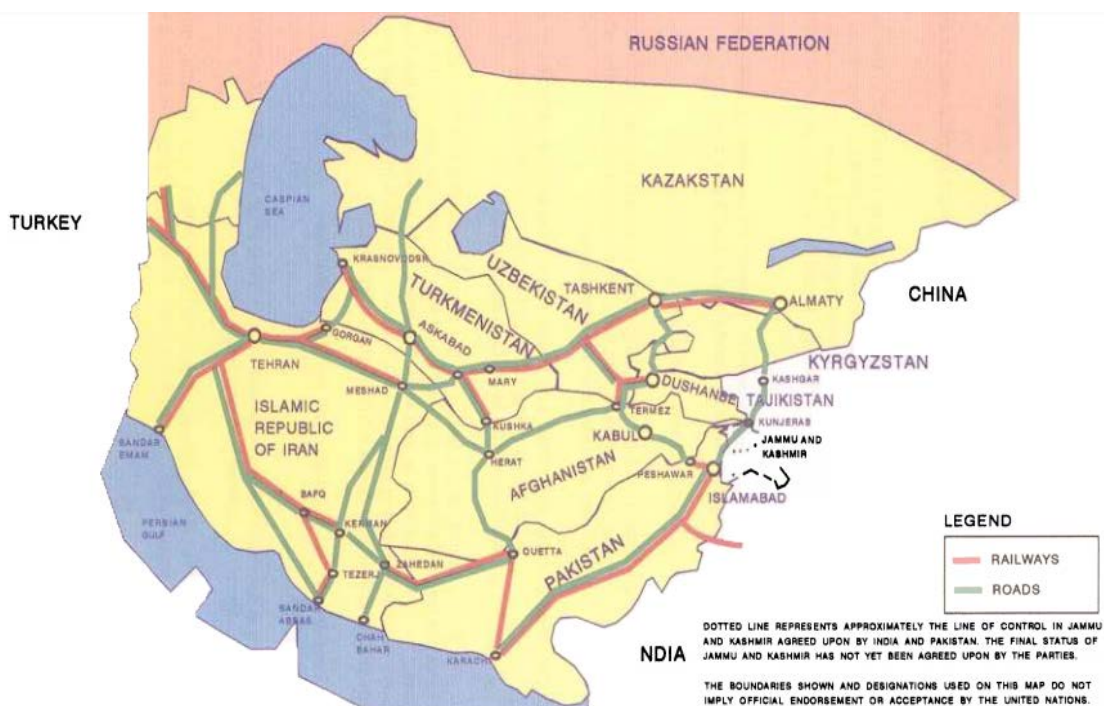 RUSSIAN FEDERATION
KAZAKSTAN
CASPIAN
SEA
TURKEY
KRASNOVODSK
UZBEKISTAN
TASHKENT
ALMATY
CHINA
TURKMENISTAN
GORGAN
ASKABAD
KYRGYZSTAN
TEHRAN
MESHAD
MARY
DUSHANBE
KASHGAR
TAJIKISTAN
ISLAMIC
REPUBLIC
OF IRAN
TERMEZ
KUSHKA
KUNJERAB
BANDAR
EMAM
KABUL
JAMMU AND
KASHMIR
HERAT
AFGHANISTAN
PESHAWAR
ISLAMABAD
BAFQ
PERSIAN
GULF
KERMAN
LEGEND
QUETTA
RAILWAYS
ZAHEDAN
PAKISTAN
TEZERJ
ROADS
BANDAR
ABBAS
CHAH
BAHAR
KARACHI
NDIA
DOTTED LINE REPRESENTS APPROXIMATELY THE LINE OF CONTROL IN JAMMU
AND KASHMIR AGREED UPON BY INDIA AND PAKISTAN. THE FINAL STATUS OF
JAMMU AND KASHMIR HAS NOT YET BEEN AGREED UPON BY THE PARTIES.
THE BOUNDARIES SHOWN AND DESIGNATIONS USED ON THIS MAP DO NOT
IMPLY OFFICIAL ENDORSEMENT OR ACCEPTANCE BY THE UNITED NATIONS.